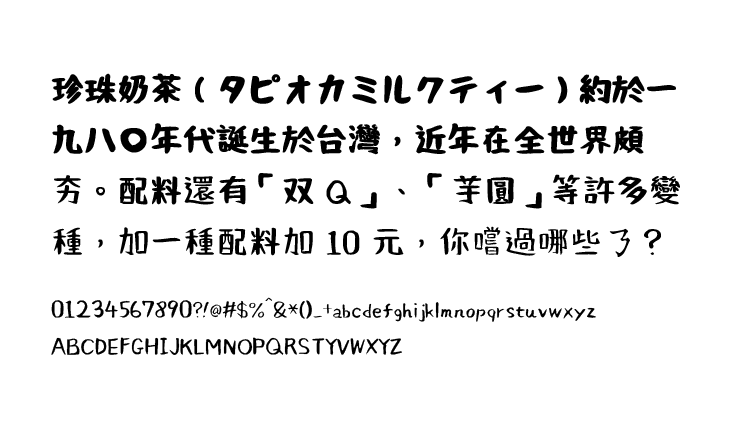 珍珠奶茶(タピオカミルクティー)約於一
九八〇年代誕生於台灣,近年在全世界頗
夯。配料還有「双Q」、「芋圓」等許多變
種,加一種配料加 10 元,你嚐過哪些了?
01234567890?!@#$%^&*()_+abcdefghijklmnopqrstuvwxyz
ABCDEFGHIJKLMNOPQRSTYVWXYZ